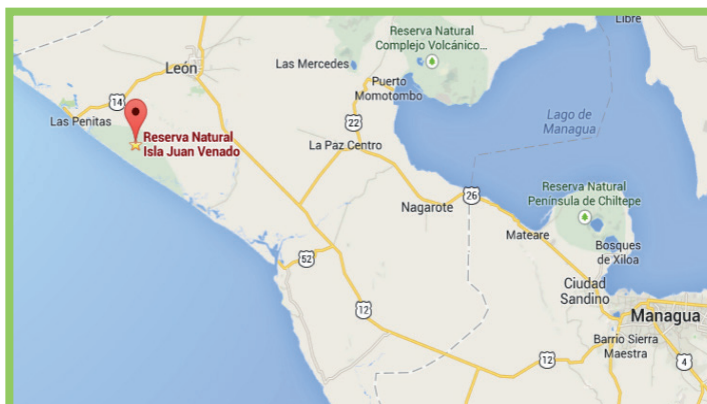 Reserva Natural
Complejo Volcánico...
Libre
León
Las Mercedes
Puerto
Momotombo
14
Las Penitas
Reserva Natural
Isla Juan Venado
22
La Paz Centro
Lago de
Managua
Reserva Natural
Peninsula de Chiltepe
26
Nagarote
Mateare
Bosques
de Xiloa
52
Ciudad
Sandino
12
Managua
Barrio Sierra
Maestra
12
4